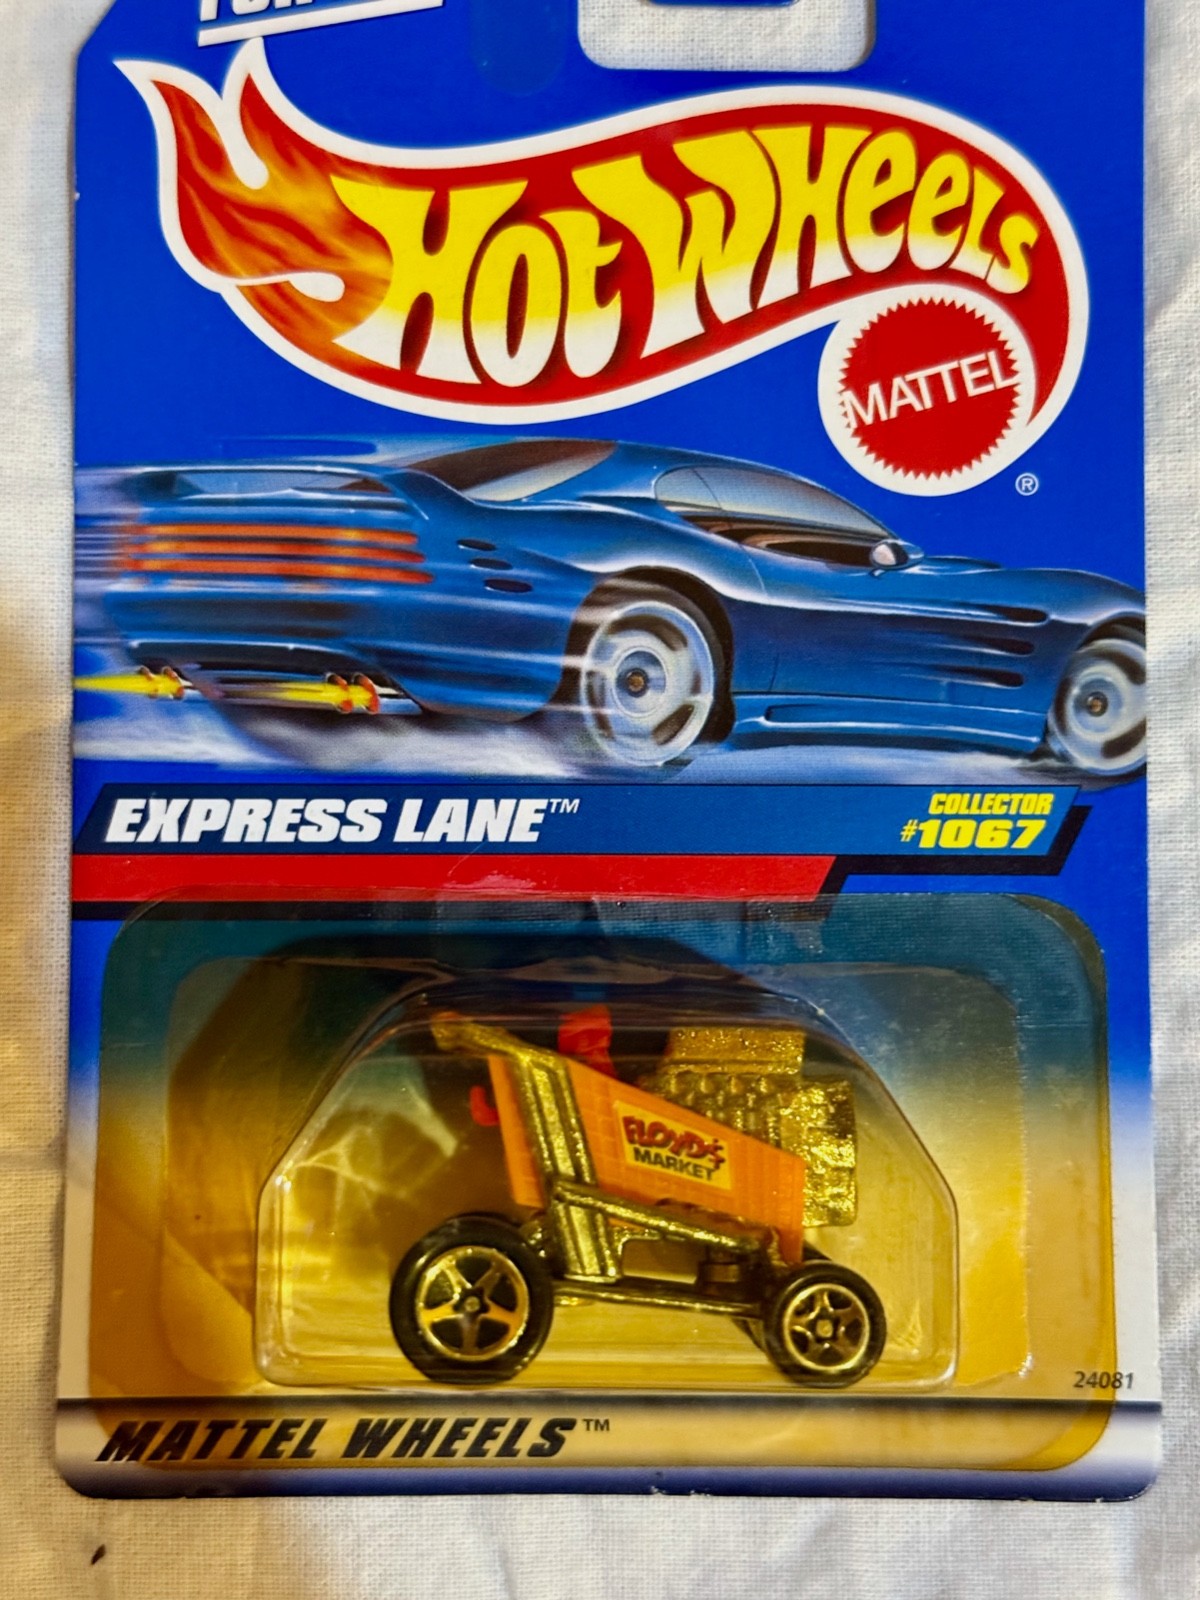 HOT WHEELS
MATTEL
®
EXPRESS LANE™
COLLECTOR
#1067
FLOYD'S
MARKET
24081
MATTEL WHEELS™